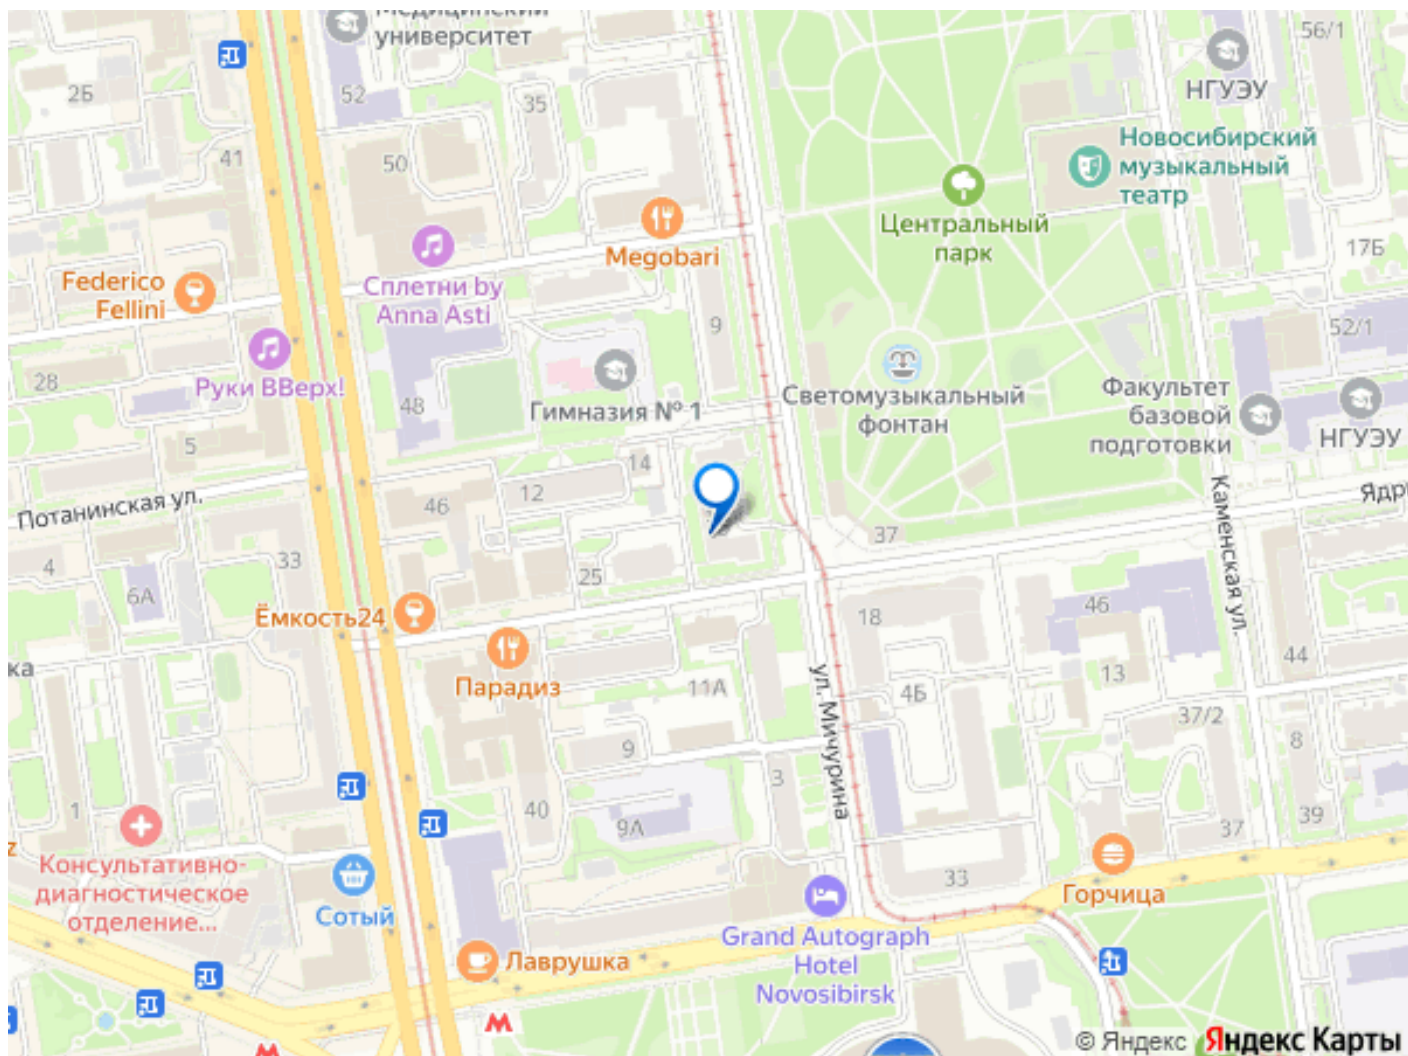 Медицинский
университет
56/1
НГУЭУ
2Б
52
35
Новосибирский
музыкальный
театр
41
50
Центральный
парк
Megobari
17Б
Federico
Fellini
Сплетни by
Anna Asti
9
52/1
28
Руки ВВерх!
48
Гимназия № 1
Светомузыкальный
фонтан
Факультет
базовой
подготовки
НГУЭУ
5
14
12
46
Потанинская ул.
Каменская ул.
37
33
4
6А
25
Ёмкость24
18
46
44
Парадиз
11А
4Б
13
37/2
ул. Мичурина
8
9
3
1
40
9А
37
39
Консультативно-
диагностическое
отделение...
Сотый
33
Горчица
Grand Autograph
Hotel
Novosibirsk
Лаврушка
© Яндекс Яндекс Карты